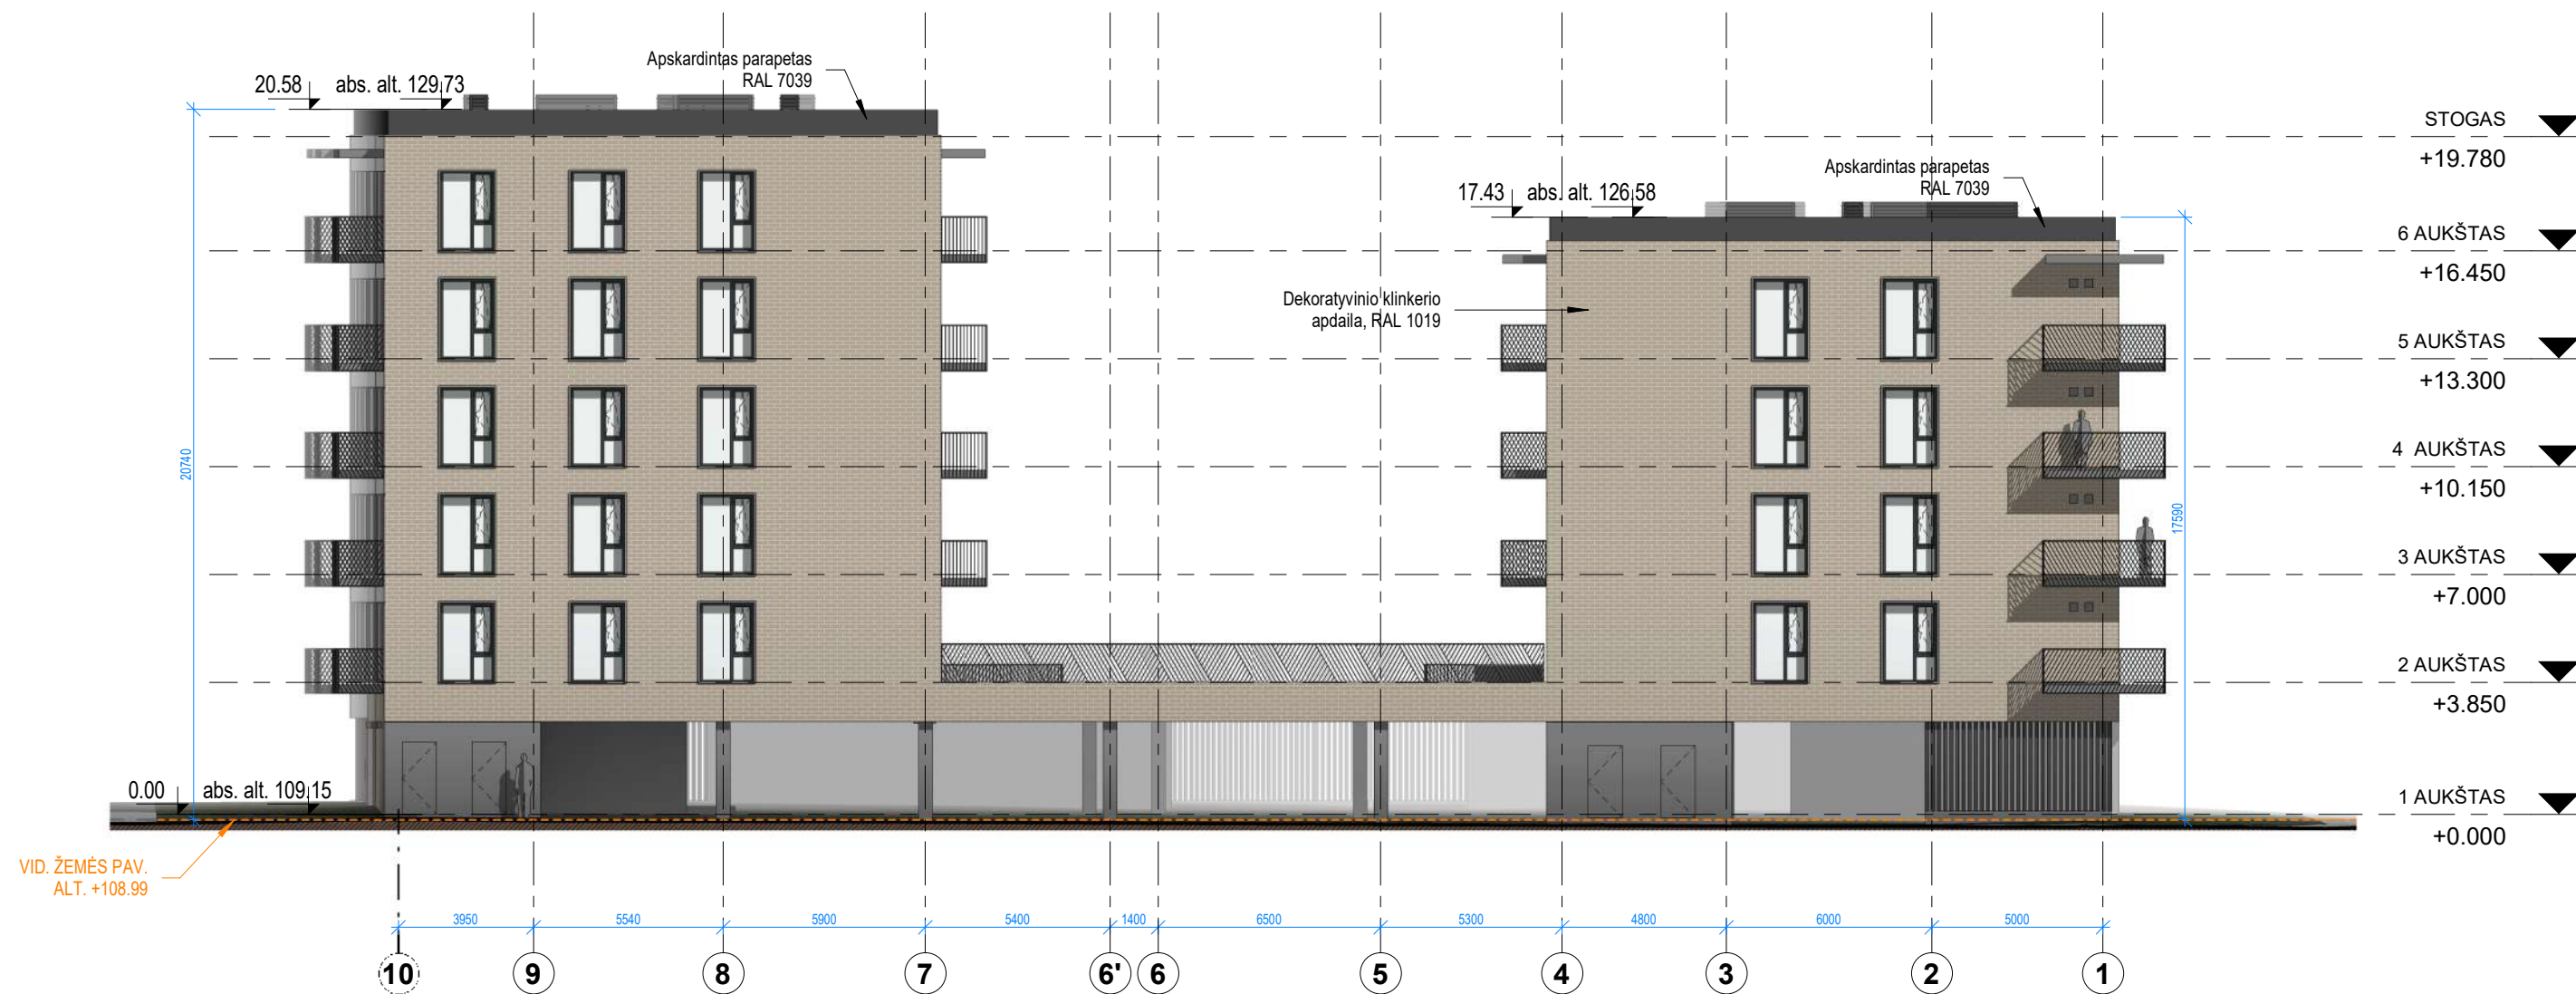 Apskardintas parapetas
RAL 7039
20.58 abs. alt. 129.73
STOGAS
+19.780
Apskardintas parapetas
RAL 7039
17.43 abs. alt. 126.58
6 AUKŠTAS
+16.450
Dekoratyvinio klinkerio
apdaila, RAL 1019
5 AUKŠTAS
+13.300
4 AUKŠTAS
+10.150
20740
17590
3 AUKŠTAS
+7.000
2 AUKŠTAS
+3.850
0.00 abs. alt. 109.15
1 AUKŠTAS
+0.000
VID. ŽEMĖS PAV.
ALT. +108.99
3950 5540 5900 5400 1400 6500 5300 4800 6000 5000
10 9 8 7 6' 6 5 4 3 2 1